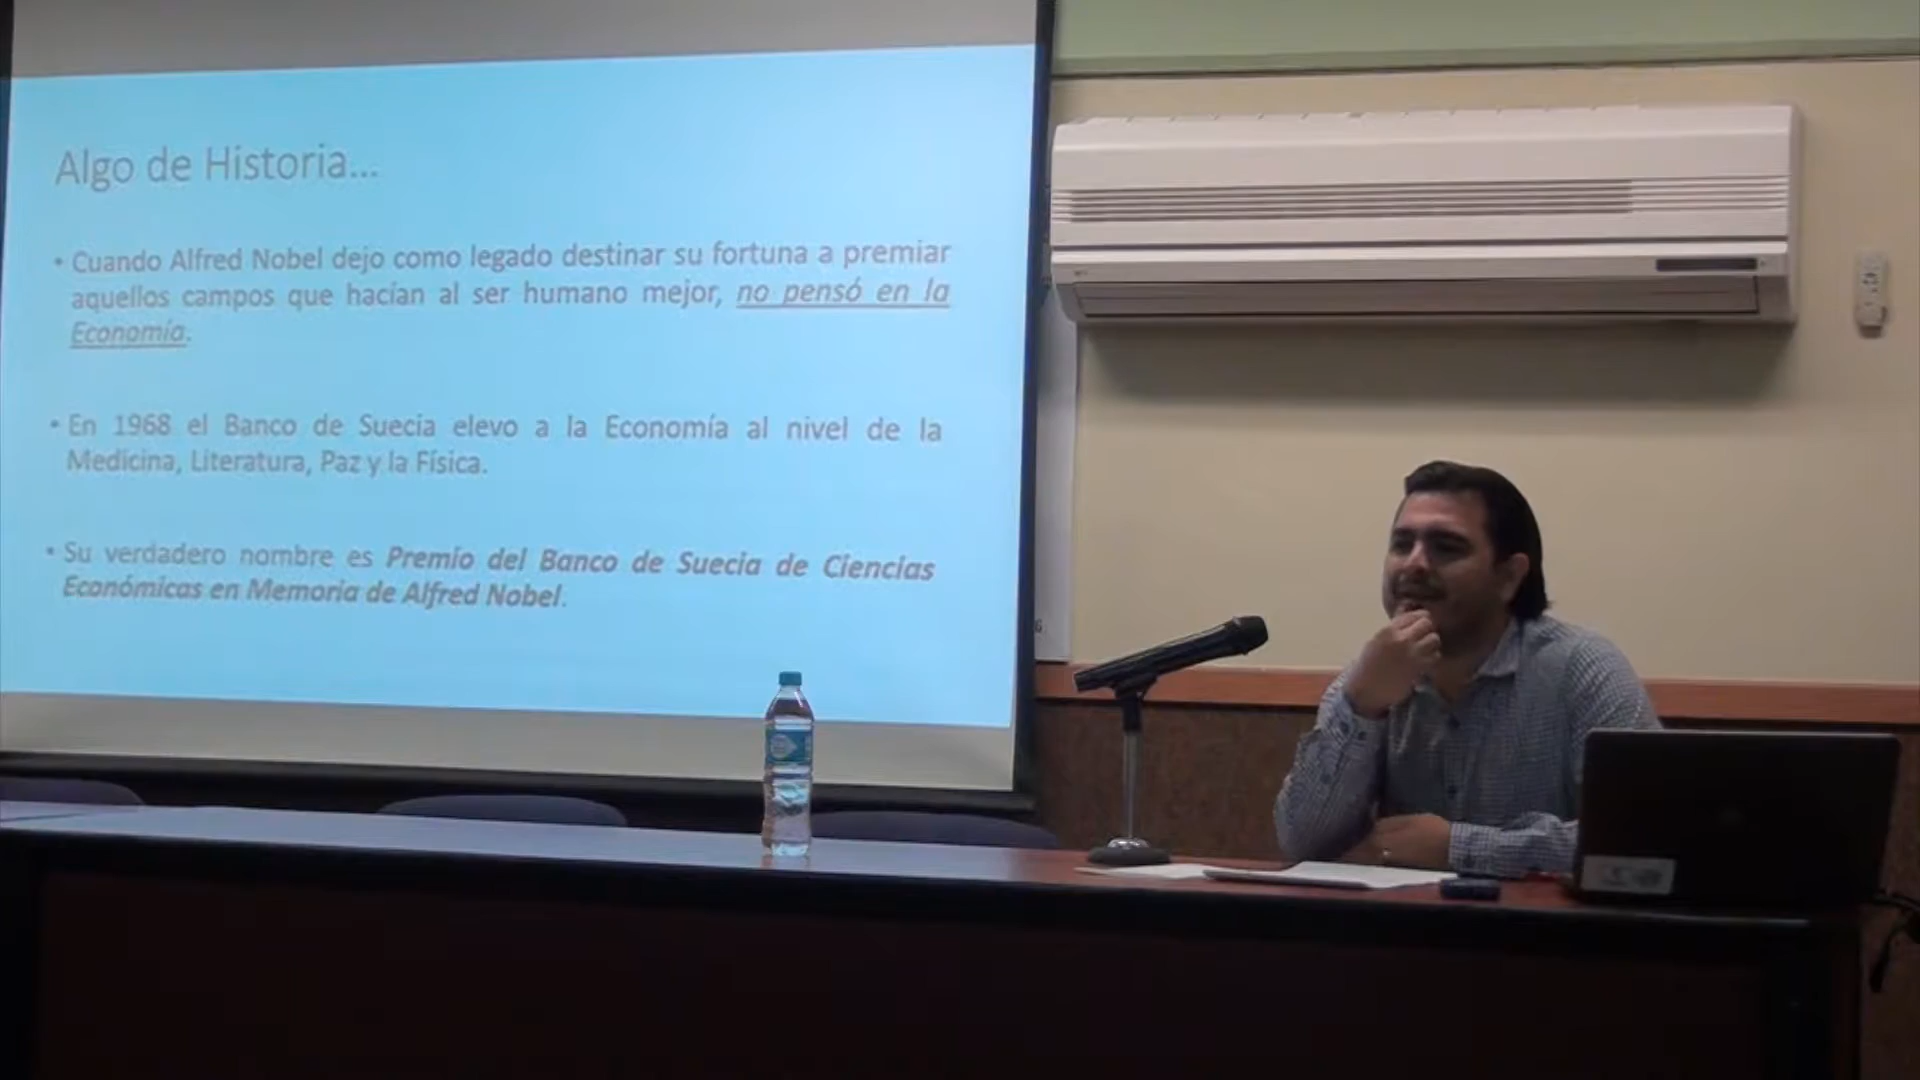 Algo de Historia...
• Cuando Alfred Nobel dejo como legado destinar su fortuna a premiar
aquellos campos que hacían al ser humano mejor, no pensó en la
Economía.
• En 1968 el Banco de Suecia elevo a la Economía al nivel de la
Medicina, Literatura, Paz y la Física.
• Su verdadero nombre es Premio del Banco de Suecia de Ciencias
Económicas en Memoria de Alfred Nobel.